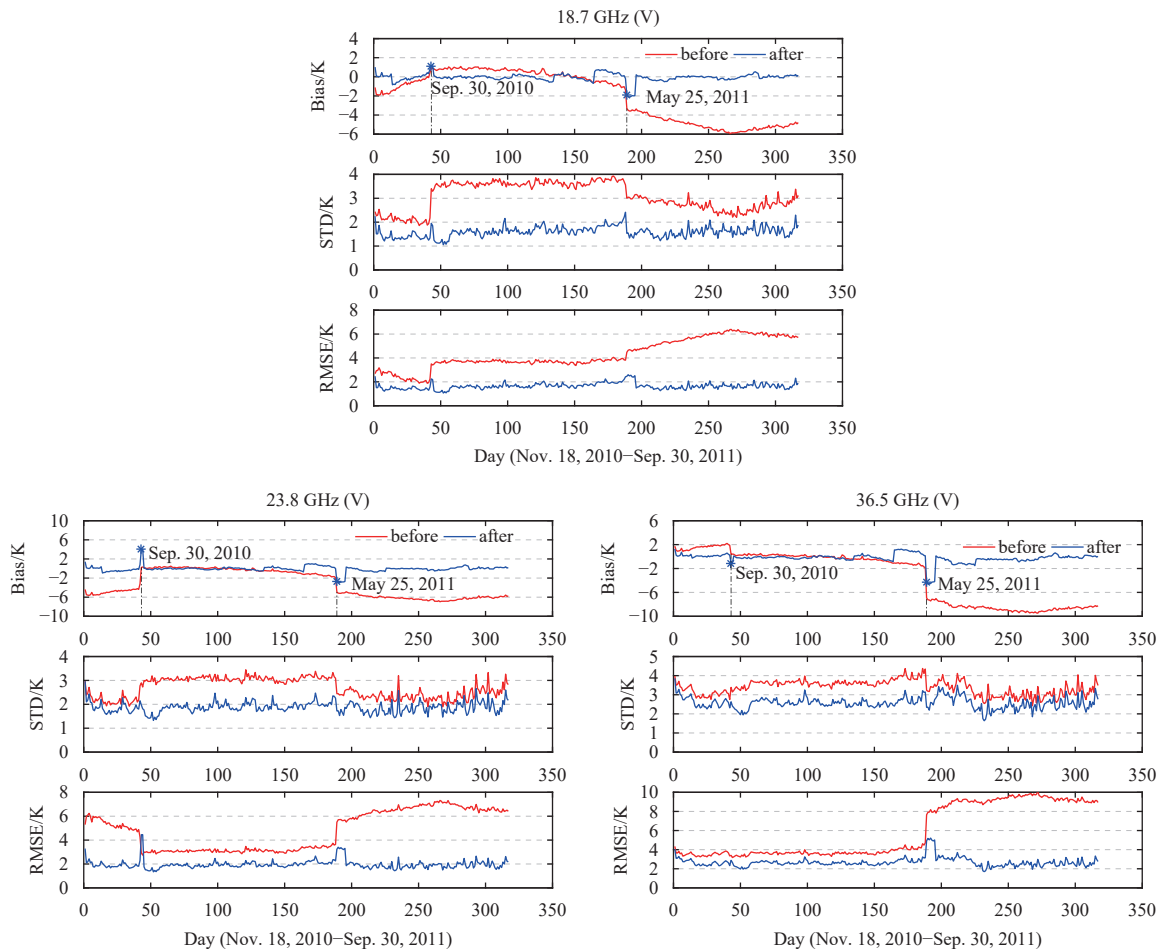 18.7 GHz (V)
4
2
0
−2
−4
−6
Bias/K
before
after
Sep. 30, 2010
May 25, 2011
0 50 100 150 200 250 300 350
4
3
2
1
0
STD/K
0 50 100 150 200 250 300 350
8
6
4
2
0
RMSE/K
0 50 100 150 200 250 300 350
Day (Nov. 18, 2010−Sep. 30, 2011)
23.8 GHz (V)
10
6
2
−2
−6
−10
Bias/K
before
after
Sep. 30, 2010
May 25, 2011
0 50 100 150 200 250 300 350
4
3
2
1
0
STD/K
0 50 100 150 200 250 300 350
8
6
4
2
0
RMSE/K
0 50 100 150 200 250 300 350
Day (Nov. 18, 2010−Sep. 30, 2011)
36.5 GHz (V)
6
2
−2
−6
−10
Bias/K
before
after
Sep. 30, 2010
May 25, 2011
0 50 100 150 200 250 300 350
5
4
3
2
1
0
STD/K
0 50 100 150 200 250 300 350
10
8
6
4
2
0
RMSE/K
0 50 100 150 200 250 300 350
Day (Nov. 18, 2010−Sep. 30, 2011)